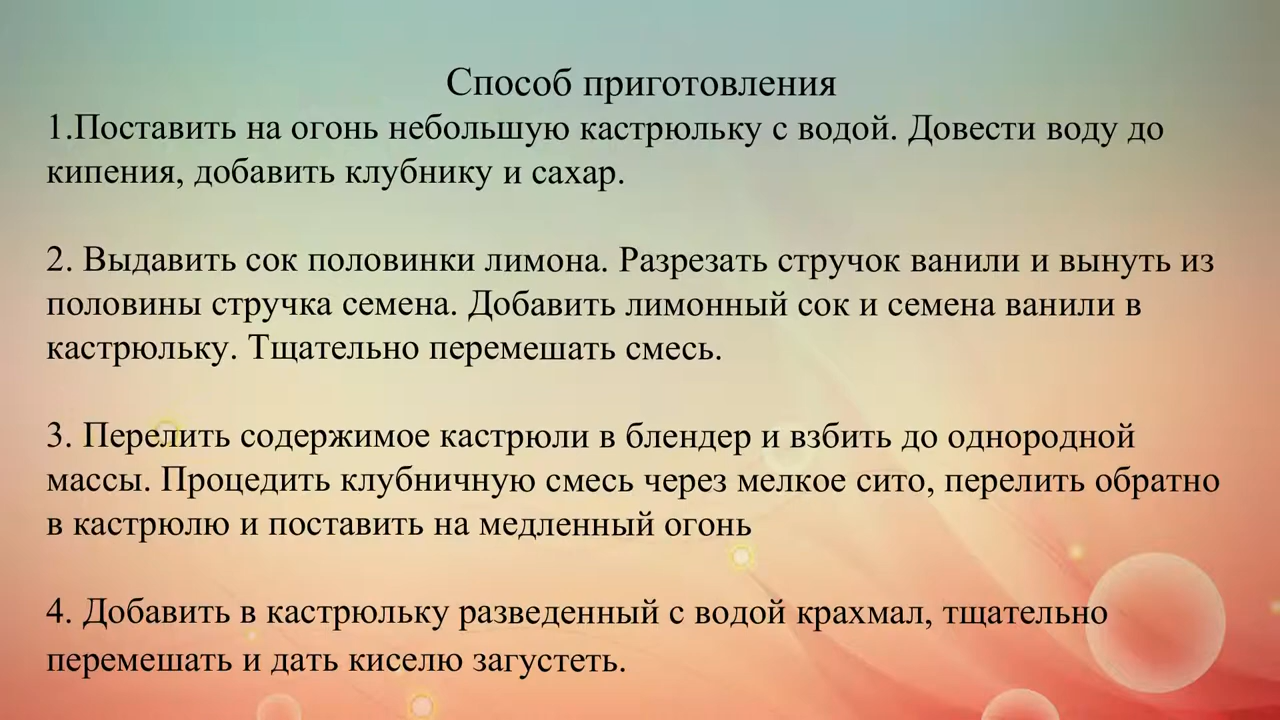 Способ приготовления
1.Поставить на огонь небольшую кастрюльку с водой. Довести воду до
кипения, добавить клубнику и сахар.
2. Выдавить сок половинки лимона. Разрезать стручок ванили и вынуть из
половины стручка семена. Добавить лимонный сок и семена ванили в
кастрюльку. Тщательно перемешать смесь.
3. Перелить содержимое кастрюли в блендер и взбить до однородной
массы. Процедить клубничную смесь через мелкое сито, перелить обратно
в кастрюлю и поставить на медленный огонь
4. Добавить в кастрюльку разведенный с водой крахмал, тщательно
перемешать и дать киселю загустеть.